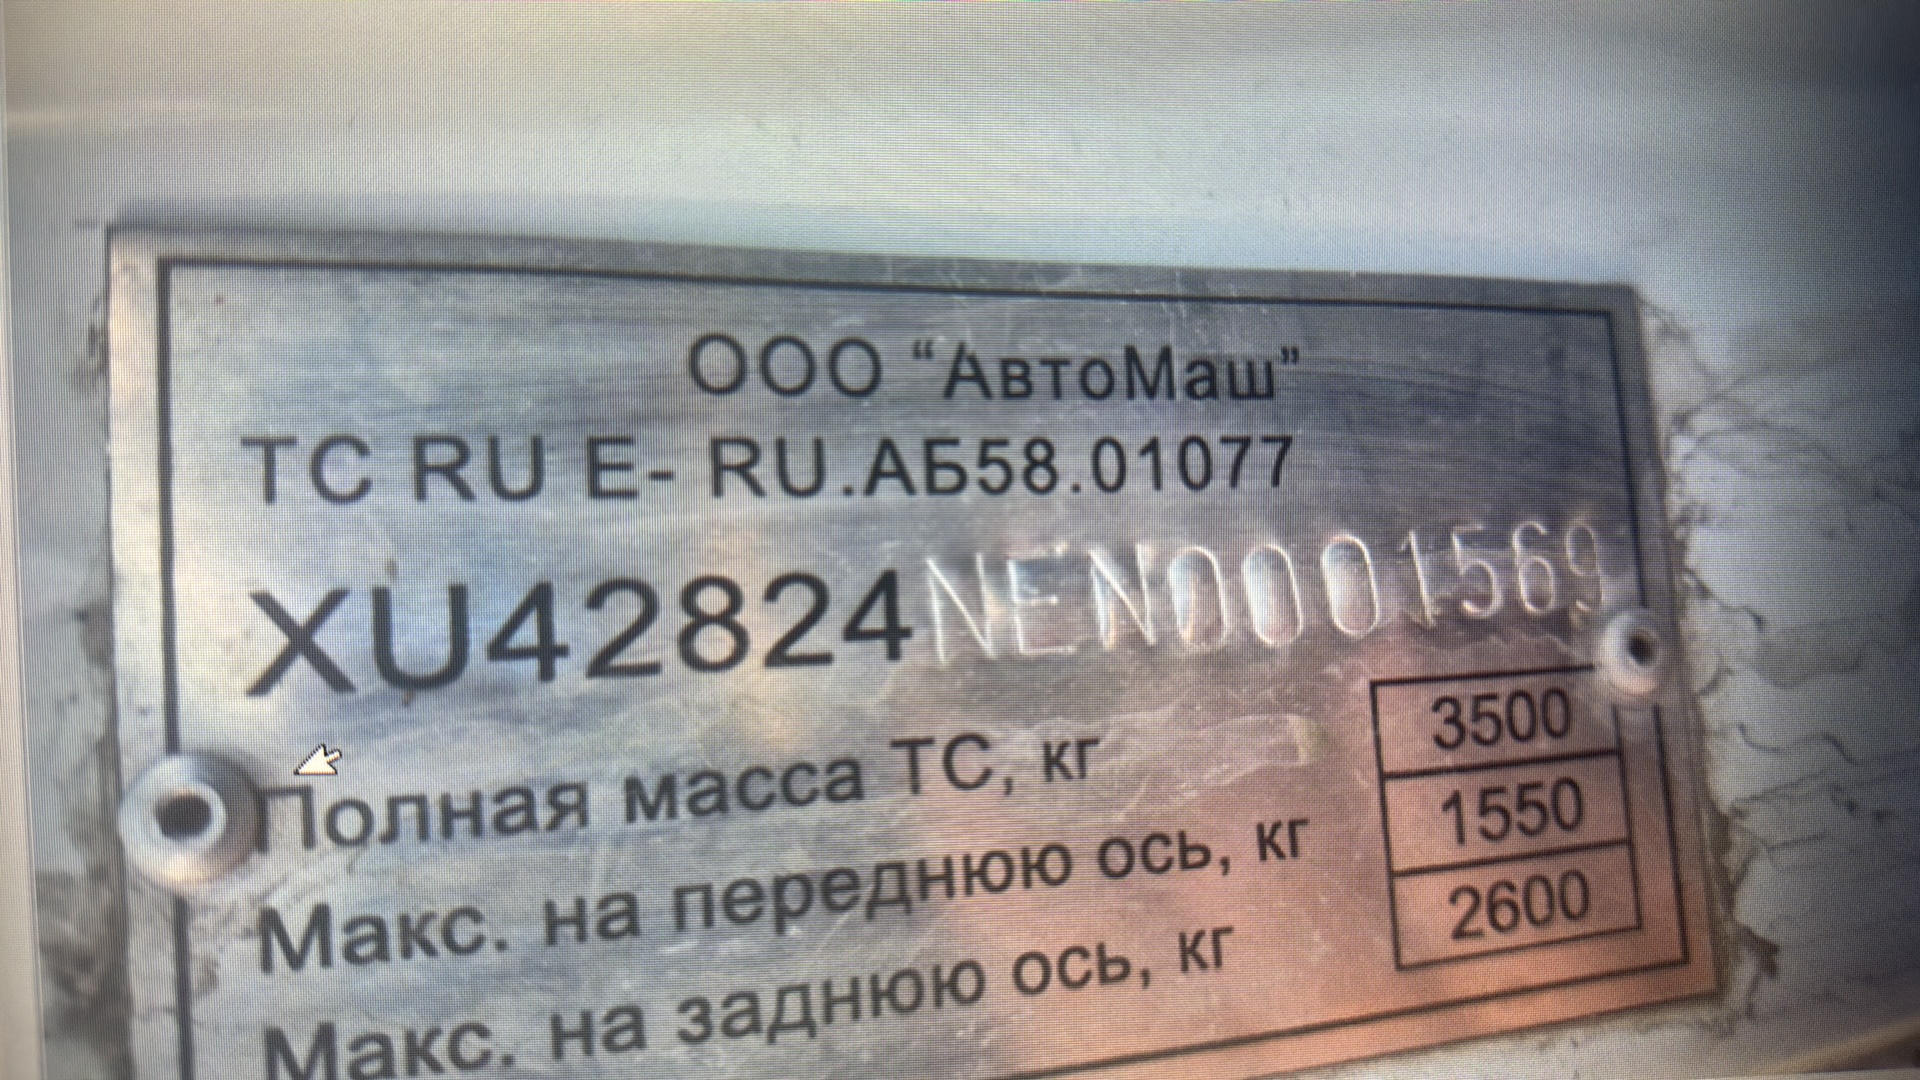 ООО “АвтоМаш”
ТС RU Е- RU.АБ58.01077
XU42824NEN0001569
Полная масса ТС, кг 3500
Макс. на переднюю ось, кг 1550
Макс. на заднюю ось, кг 2600